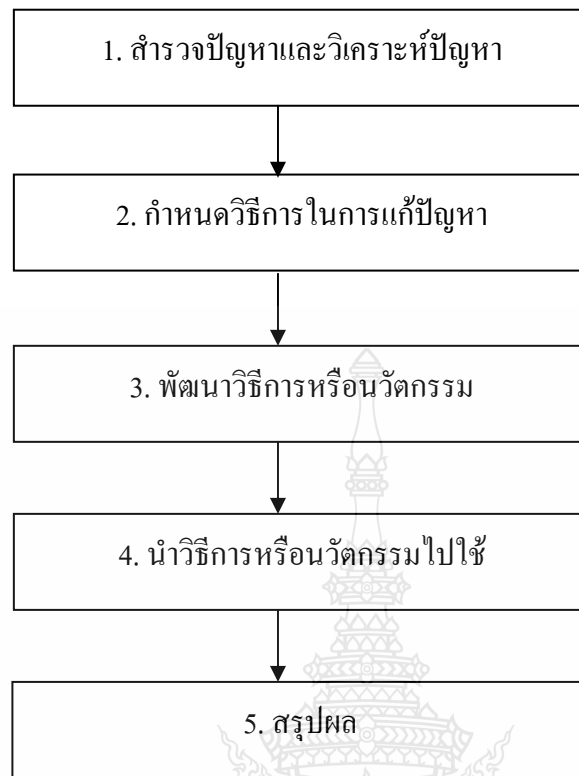 1. สำรวจปัญหาและวิเคราะห์ปัญหา
2. กำหนดวิธีการในการแก้ปัญหา
3. พัฒนาวิธีการหรือนวัตกรรม
4. นำวิธีการหรือนวัตกรรมไปใช้
5. สรุปผล